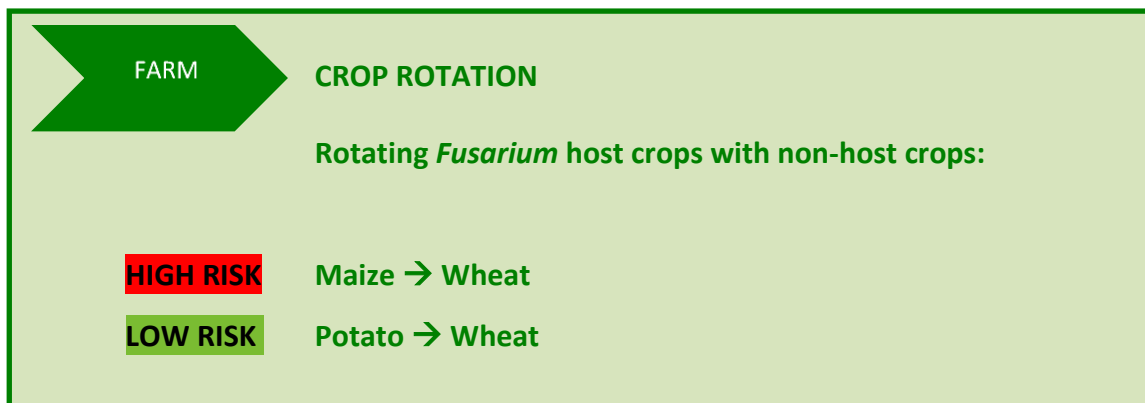 FARM
CROP ROTATION
Rotating Fusarium host crops with non-host crops:
HIGH RISK Maize → Wheat
LOW RISK Potato → Wheat